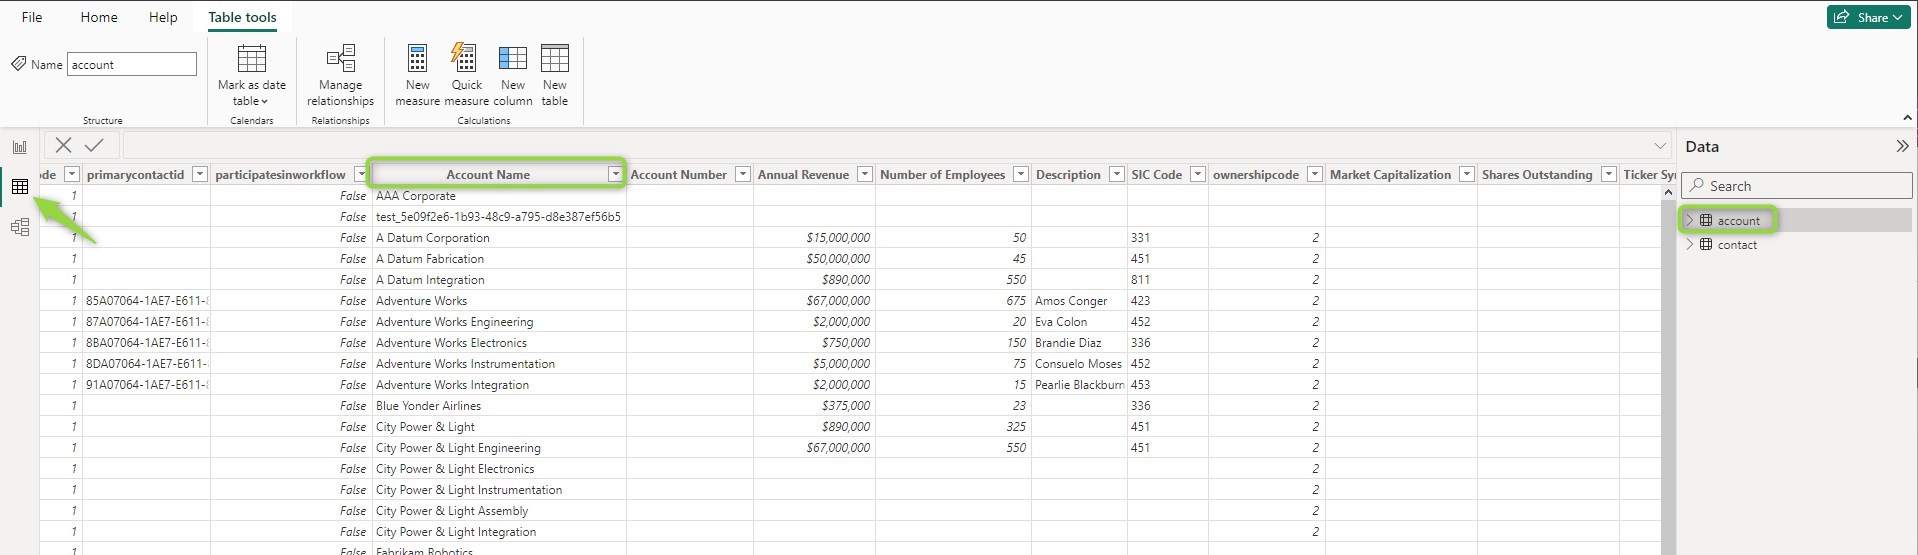 File Home Help Table tools Share
Name account
Mark as date table
Manage relationships
New measure
Quick measure
New column
New table
Structure Calendars Relationships Calculations
Data
Search
account
contact
de primarycontactid participatesinworkflow Account Name Account Number Annual Revenue Number of Employees Description SIC Code ownershipcode Market Capitalization Shares Outstanding Ticker Sy
1 False AAA Corporate
1 False test_5e09f2e6-1b93-48c9-a795-d8e387ef56b5
1 False A Datum Corporation $15,000,000 50 331 2
1 False A Datum Fabrication $50,000,000 45 451 2
1 False A Datum Integration $890,000 550 811 2
1 85A07064-1AE7-E611- False Adventure Works $67,000,000 675 Amos Conger 423 2
1 87A07064-1AE7-E611- False Adventure Works Engineering $2,000,000 20 Eva Colon 452 2
1 8BA07064-1AE7-E611- False Adventure Works Electronics $750,000 150 Brandie Diaz 336 2
1 8DA07064-1AE7-E611- False Adventure Works Instrumentation $5,000,000 75 Consuelo Moses 452 2
1 91A07064-1AE7-E611- False Adventure Works Integration $2,000,000 15 Pearlie Blackburn 453 2
1 False Blue Yonder Airlines $375,000 23 336 2
1 False City Power & Light $890,000 325 451 2
1 False City Power & Light Engineering $67,000,000 550 451 2
1 False City Power & Light Electronics 2
1 False City Power & Light Instrumentation 2
1 False City Power & Light Assembly 2
1 False City Power & Light Integration 2
1 False Fabrikam Robotics